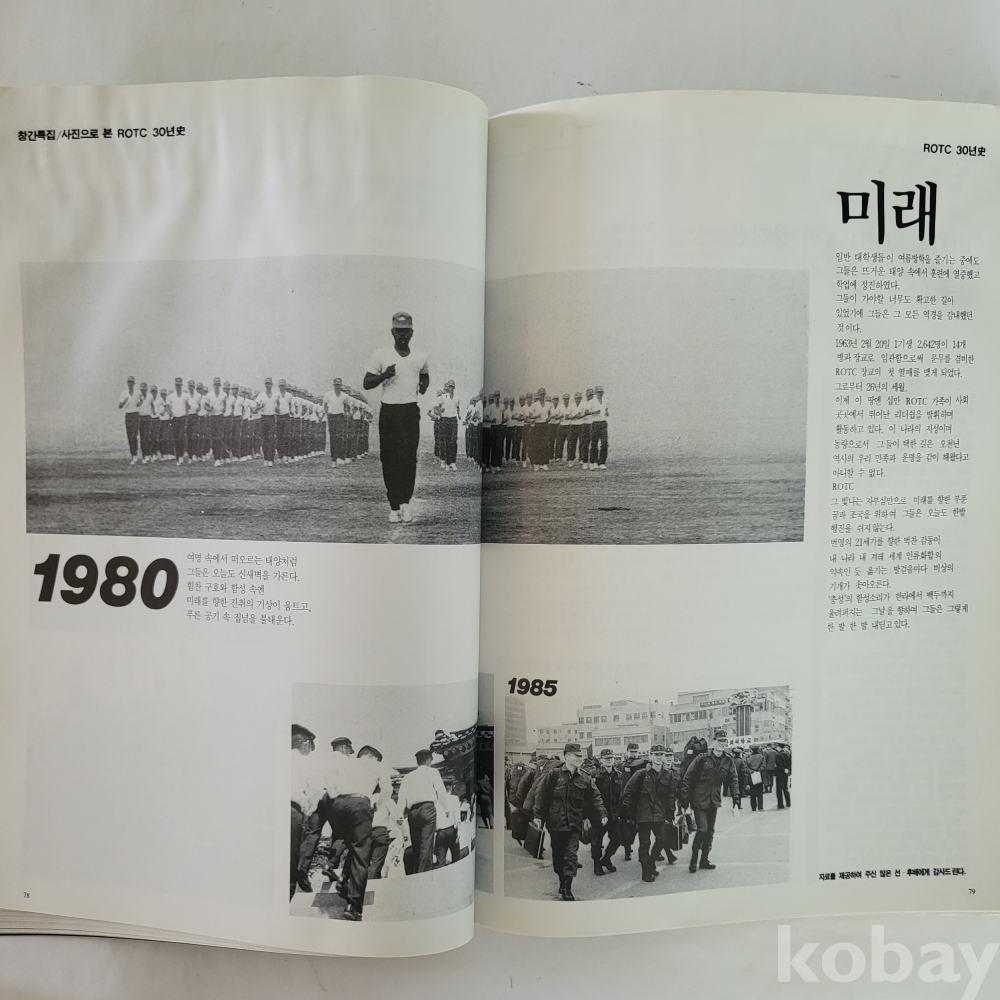 창간특집/사진으로 본 ROTC 30년史
1980
여명 속에서 떠오르는 태양처럼
그들은 오늘도 신새벽을 가른다.
힘찬 구호와 함성 속엔
미래를 향한 진취의 기상이 움트고,
푸른 공기 속 집념을 불태운다.
78
ROTC 30년史
미래
일반 대학생들이 여름방학을 즐기는 중에도
그들은 뜨거운 태양 속에서 훈련에 열중했고
학업에 정진하였다.
그들이 가야할 너무도 확고한 길이
있었기에 그들은 그 모든 역경을 감내했던
것이다.
1963년 2월 20일 1기생 2,642명이 14개
병과장교로 임관함으로써 문무를 겸비한
ROTC 장교의 첫 열매를 맺게 되었다.
그로부터 26년의 세월.
이제 이 땅엔 십만 ROTC 가족이 사회
곳곳에서 뛰어난 리더쉽을 발휘하며
활동하고 있다. 이 나라의 지성이며
동량으로서 그들이 택한 길은 오천년
역사의 우리 민족과 운명을 같이 해왔다고
아니할 수 없다.
ROTC
그 빛나는 자부심만으로 미래를 향한 푸른
꿈과 조국을 위하여 그들은 오늘도 한발
행진을 쉬지않는다.
번영의 21세기를 향한 벅찬 감동이
내 나라 내 겨레 세계 인류화합의
약속인 듯 옮기는 발걸음마다 비상의
기개가 솟아오른다.
'충성'의 함성소리가 한라에서 백두까지
울려퍼지는 그날을 향하여 그들은 그렇게
한 발 한 발 내딛고있다.
1985
자료를 제공하여 주신 많은 선·후배에게 감사드린다.
79
kobay